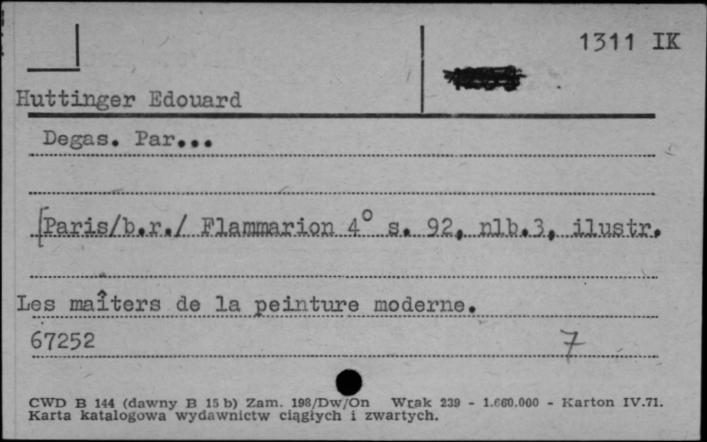 1311 IK
Huttinger Edouard
Degas. Par...
[Paris/b.r./ Flammarion 4° s. 92, nlb.3, ilustr.
Les maîters de la peinture moderne.
67252 7
CWD B 144 (dawny B 15 b) Zam. 198/Dw/On Wrak 239 - 1.660.000 - Karton IV.71.
Karta katalogowa wydawnictw ciągłych i zwartych.